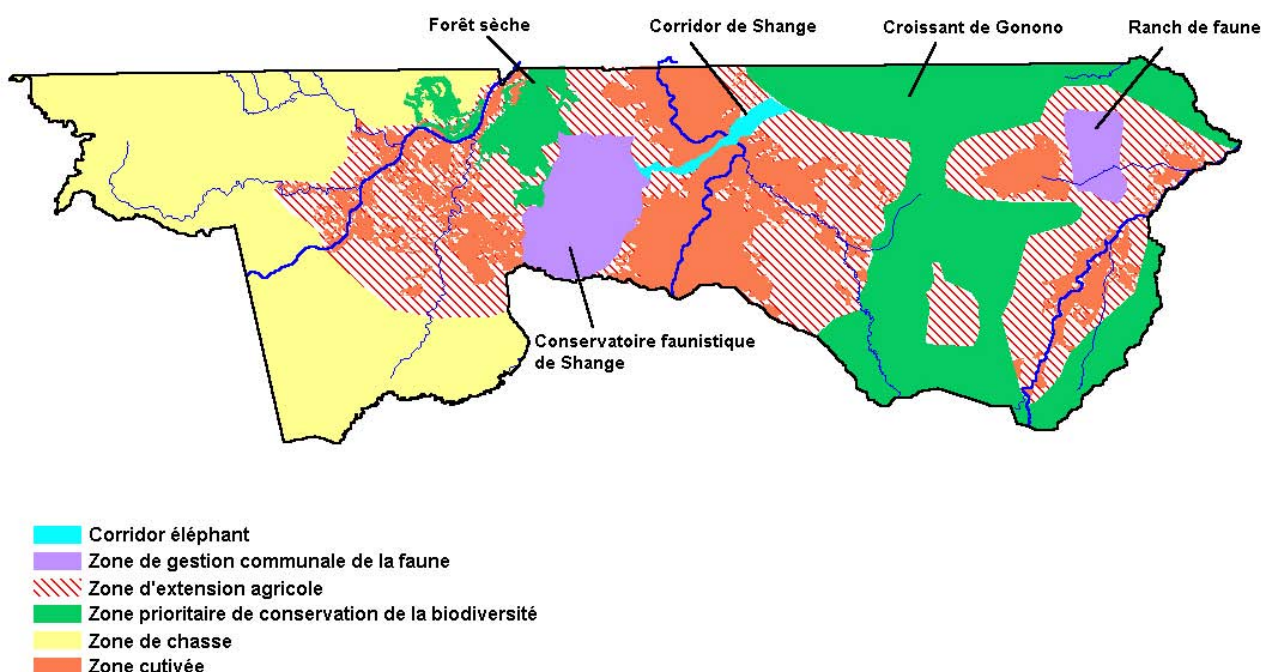 Forêt sèche
Corridor de Shange
Croissant de Gonono
Ranch de faune
Conservatoire faunistique
de Shange
Corridor éléphant
Zone de gestion communale de la faune
Zone d'extension agricole
Zone prioritaire de conservation de la biodiversité
Zone de chasse
Zone cutivée